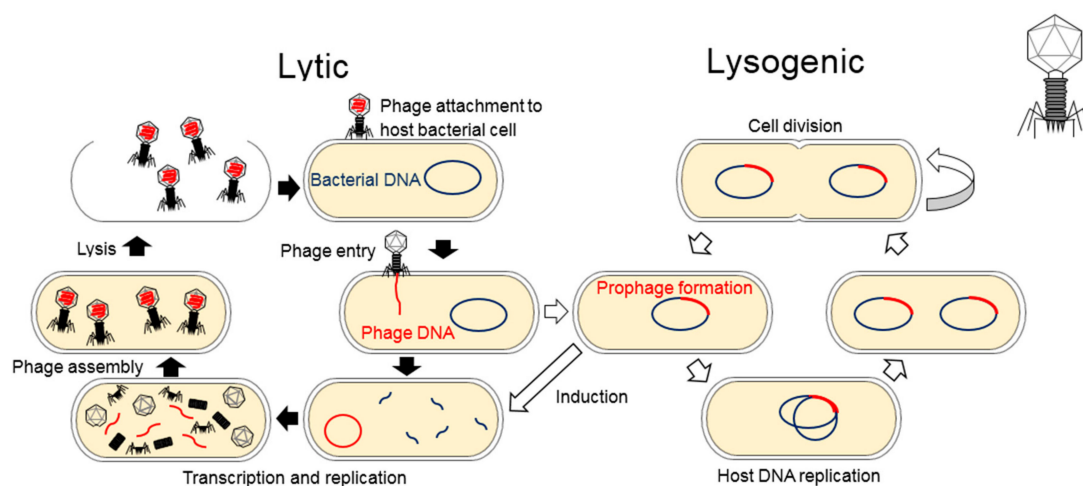 Lytic
Lysogenic
Phage attachment to
host bacterial cell
Cell division
Bacterial DNA
Phage entry
Lysis
Prophage formation
Phage DNA
Phage assembly
Induction
Transcription and replication
Host DNA replication